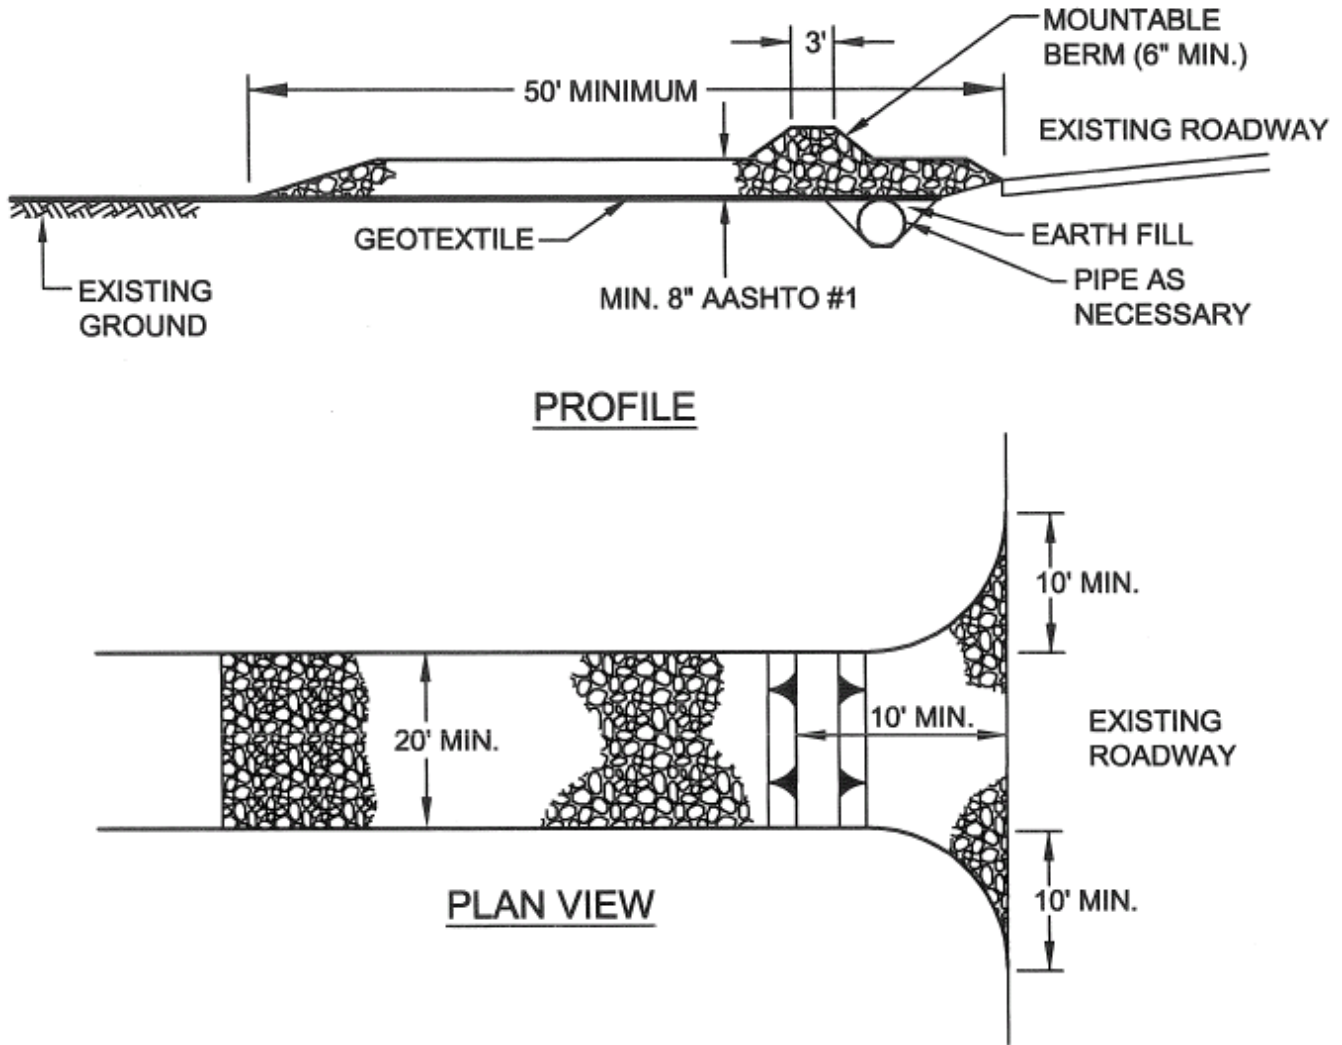 MOUNTABLE
BERM (6" MIN.)
3'
50' MINIMUM
EXISTING ROADWAY
GEOTEXTILE
EARTH FILL
EXISTING
GROUND
MIN. 8" AASHTO #1
PIPE AS
NECESSARY
PROFILE
10' MIN.
20' MIN.
10' MIN.
EXISTING
ROADWAY
PLAN VIEW
10' MIN.